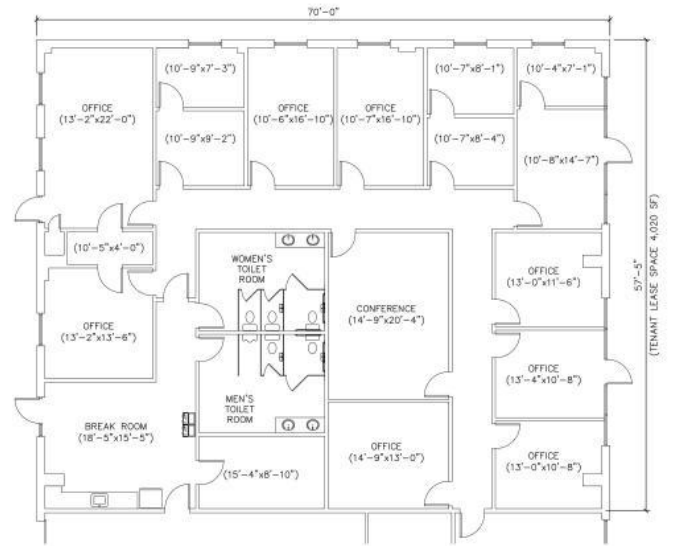 70'-0"
(10'-9"x7'-3")
(10'-7"x8'-1")
(10'-4"x7'-1")
OFFICE
(13'-2"x22'-0")
OFFICE
(10'-6"x16'-10")
OFFICE
(10'-7"x16'-10")
(10'-9"x9'-2")
(10'-7"x8'-4")
(10'-8"x14'-7")
(10'-5"x4'-0")
WOMEN'S
TOILET
ROOM
OFFICE
(13'-0"x11'-6")
57'-5"
(TENANT LEASE SPACE 4,020 SF)
CONFERENCE
(14'-9"x20'-4")
OFFICE
(13'-2"x13'-6")
OFFICE
(13'-4"x10'-8")
MEN'S
TOILET
ROOM
BREAK ROOM
(18'-5"x15'-5")
OFFICE
(14'-9"x13'-0")
OFFICE
(13'-0"x10'-8")
(15'-4"x8'-10")